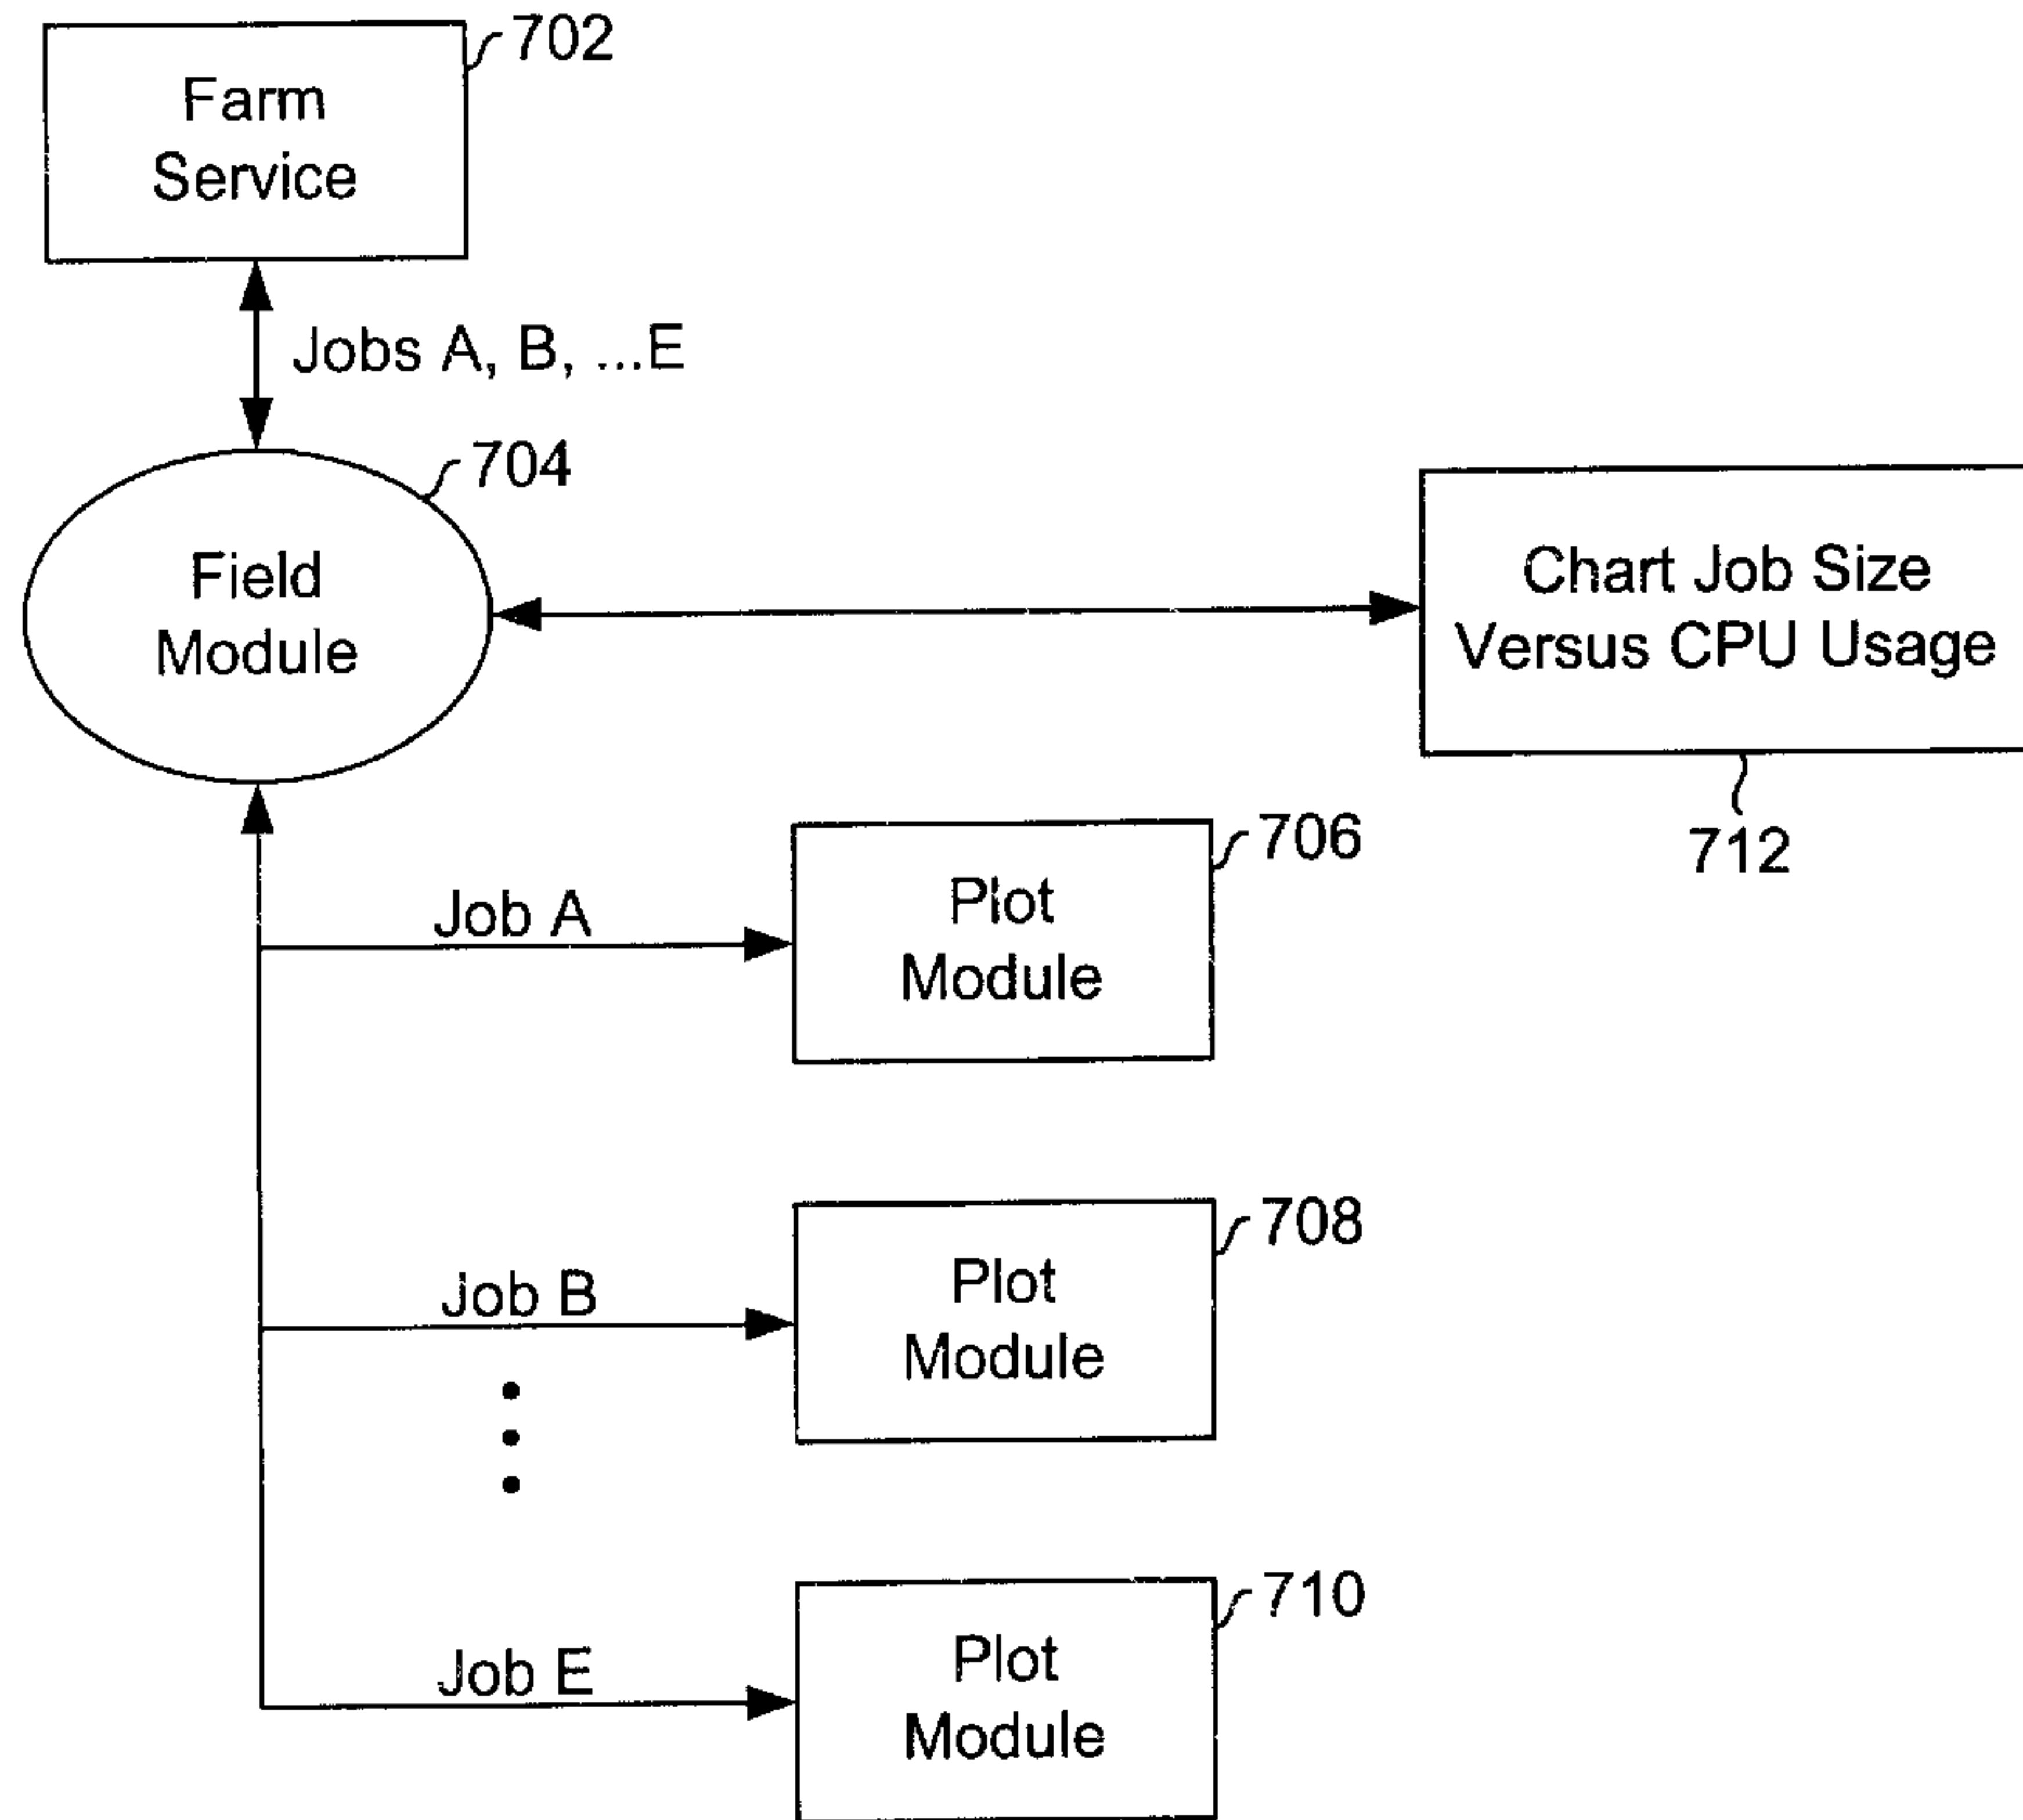 702
Farm
Service
Jobs A, B, ...E
704
Field
Module
Chart Job Size
Versus CPU Usage
712
706
Job A
Plot
Module
708
Job B
Plot
Module
710
Job E
Plot
Module